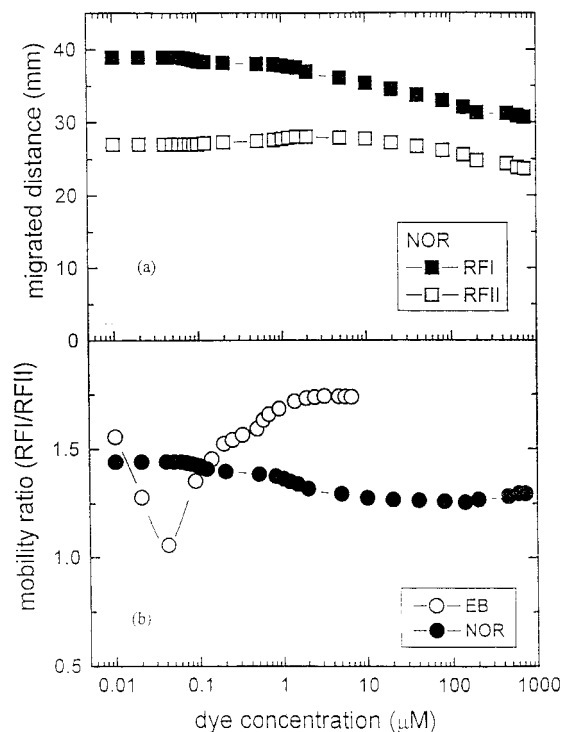 40
30
20
10
0
migrated distance (mm)
(a)
NOR
RFI
RFII
2
1.5
1.0
0.5
mobility ratio (RFI/RFII)
(b)
EB
NOR
0.01
0.1
1
10
100
1000
dye concentration (μM)